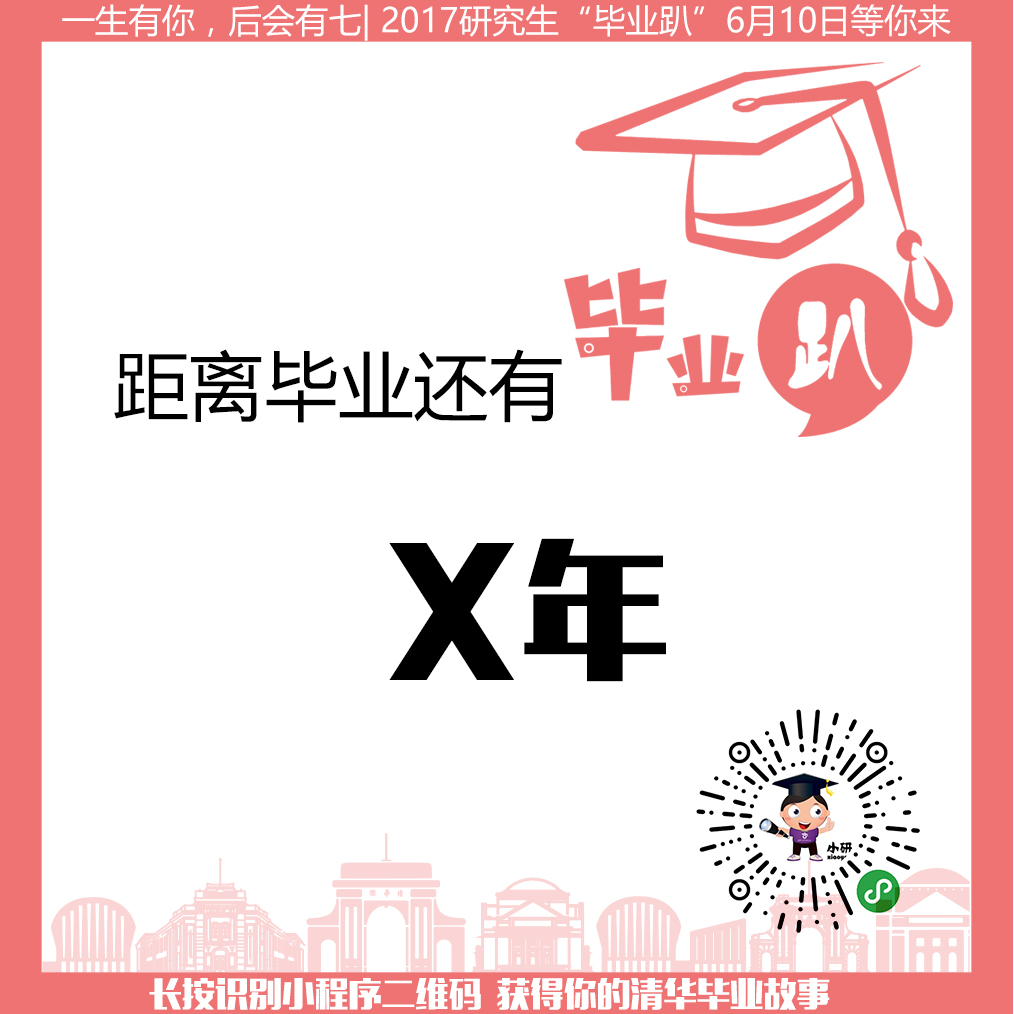 一生有你，后会有七| 2017研究生“毕业趴”6月10日等你来
毕业趴
距离毕业还有
X年
小研
长按识别小程序二维码 获得你的清华毕业故事